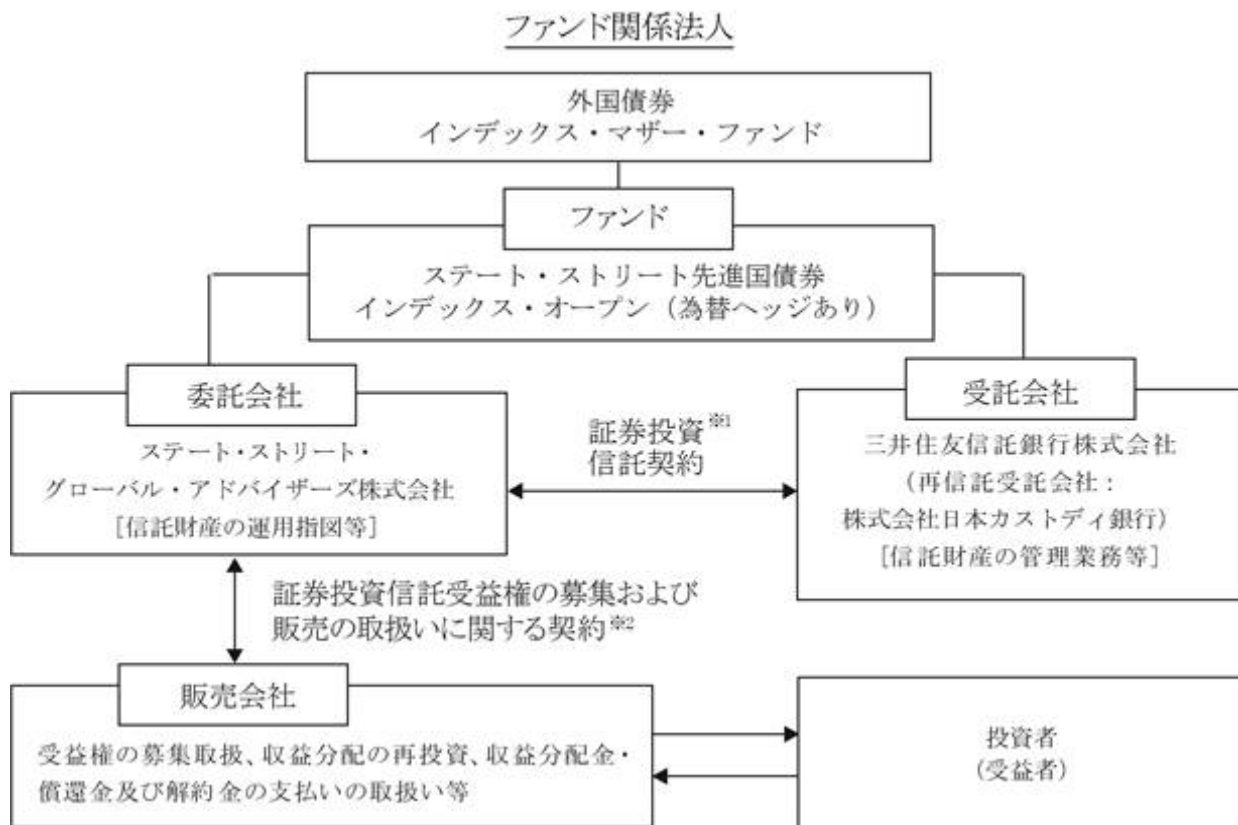 ファンド関係法人
外国債券
インデックス・マザー・ファンド
ファンド
ステート・ストリート先進国債券
インデックス・オープン（為替ヘッジあり）
委託会社
ステート・ストリート・
グローバル・アドバイザーズ株式会社
［信託財産の運用指図等］
証券投資※1
信託契約
受託会社
三井住友信託銀行株式会社
（再信託受託会社：
株式会社日本カストディ銀行）
［信託財産の管理業務等］
証券投資信託受益権の募集および
販売の取扱いに関する契約※2
販売会社
受益権の募集取扱、収益分配の再投資、収益分配金・
償還金及び解約金の支払いの取扱い等
投資者
（受益者）